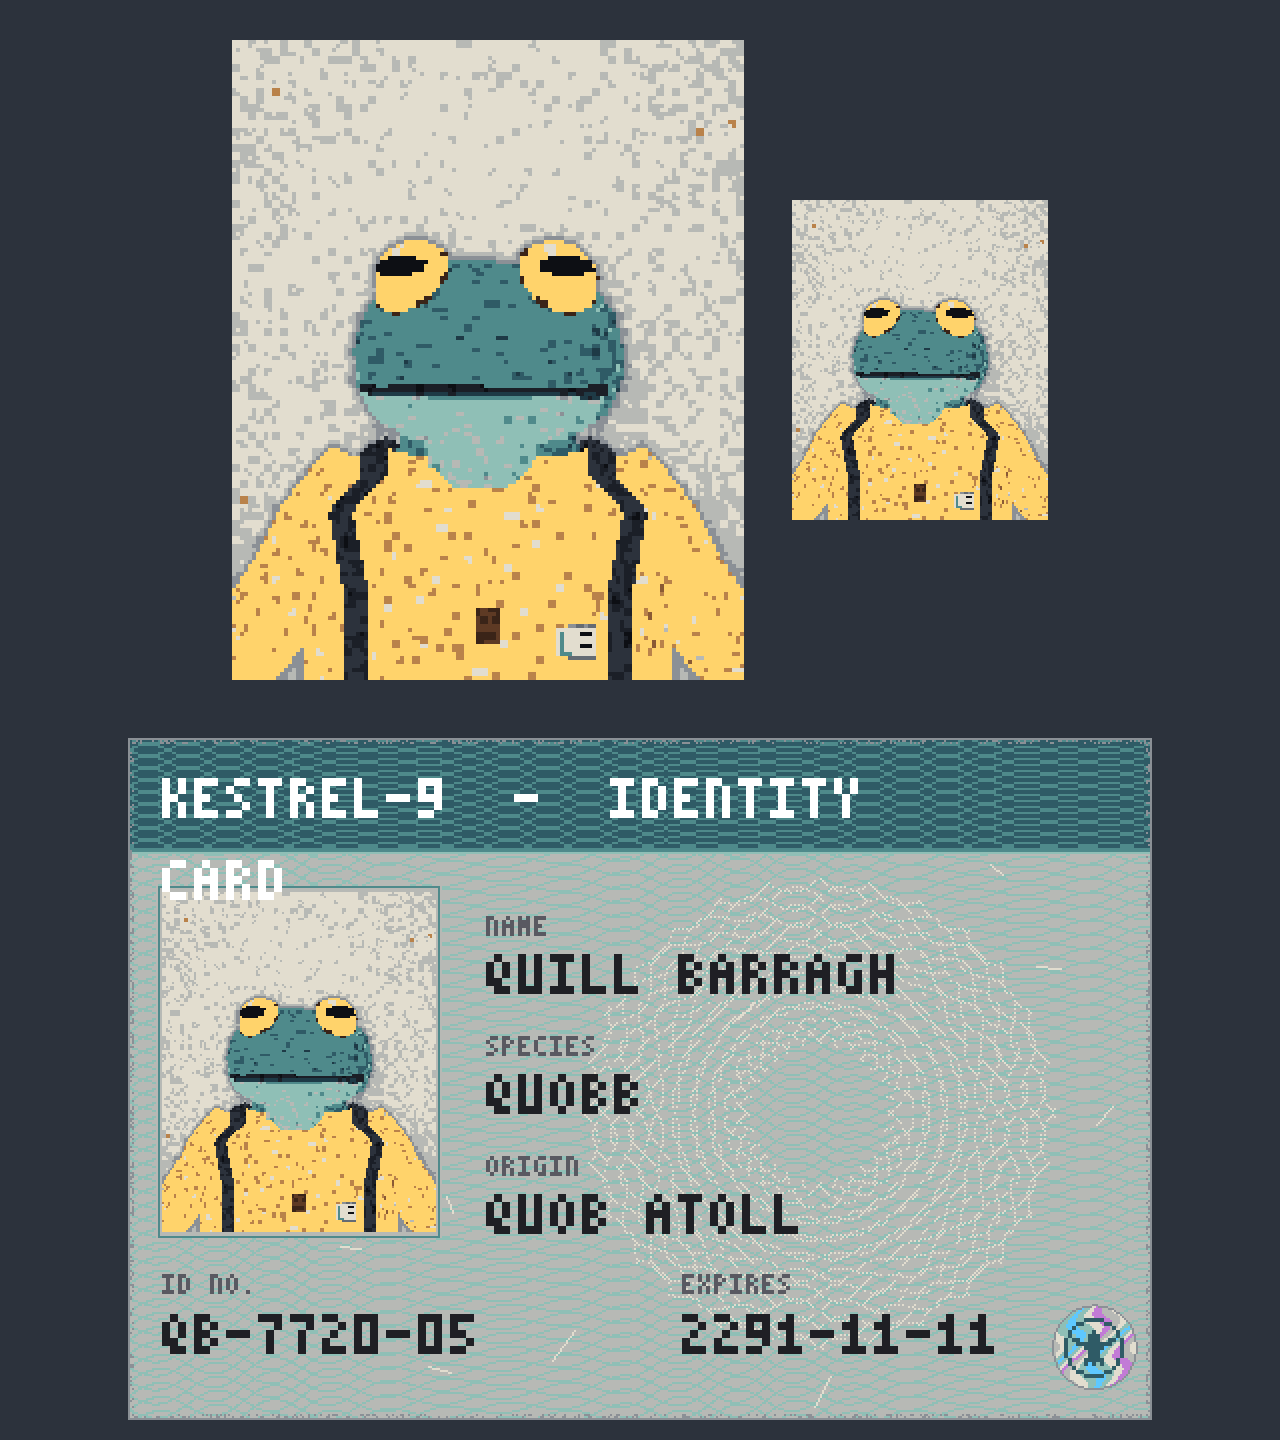 KESTREL-9 - IDENTITY
CARD
NAME
QUILL BARRAGH
SPECIES
QUOBB
ORIGIN
QUOB ATOLL
ID NO.
QB-7720-05
EXPIRES
2291-11-11